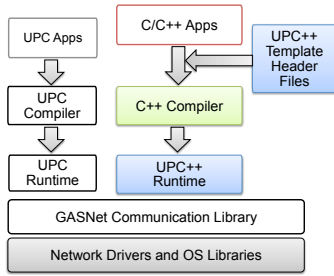 UPC Apps
C/C++ Apps
UPC++
Template
Header
Files
UPC
Compiler
C++ Compiler
UPC
Runtime
UPC++
Runtime
GASNet Communication Library
Network Drivers and OS Libraries